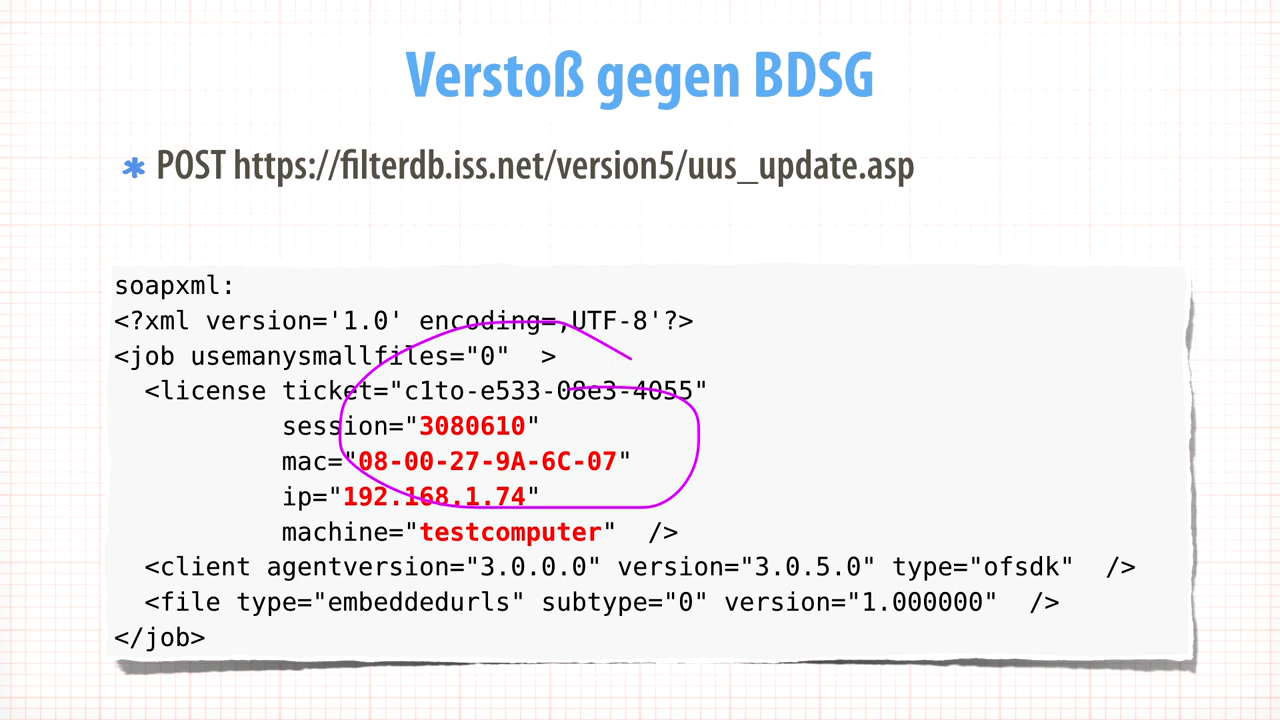 Verstoß gegen BDSG
* POST https://filterdb.iss.net/version5/uus_update.asp
soapxml:
<?xml version='1.0' encoding=‚UTF-8'?>
<job usemanysmallfiles="0"  >
  <license ticket="c1to-e533-08e3-4055"
           session="3080610"
           mac="08-00-27-9A-6C-07"
           ip="192.168.1.74"
           machine="testcomputer"  />
  <client agentversion="3.0.0.0" version="3.0.5.0" type="ofsdk"  />
  <file type="embeddedurls" subtype="0" version="1.000000"  />
</job>